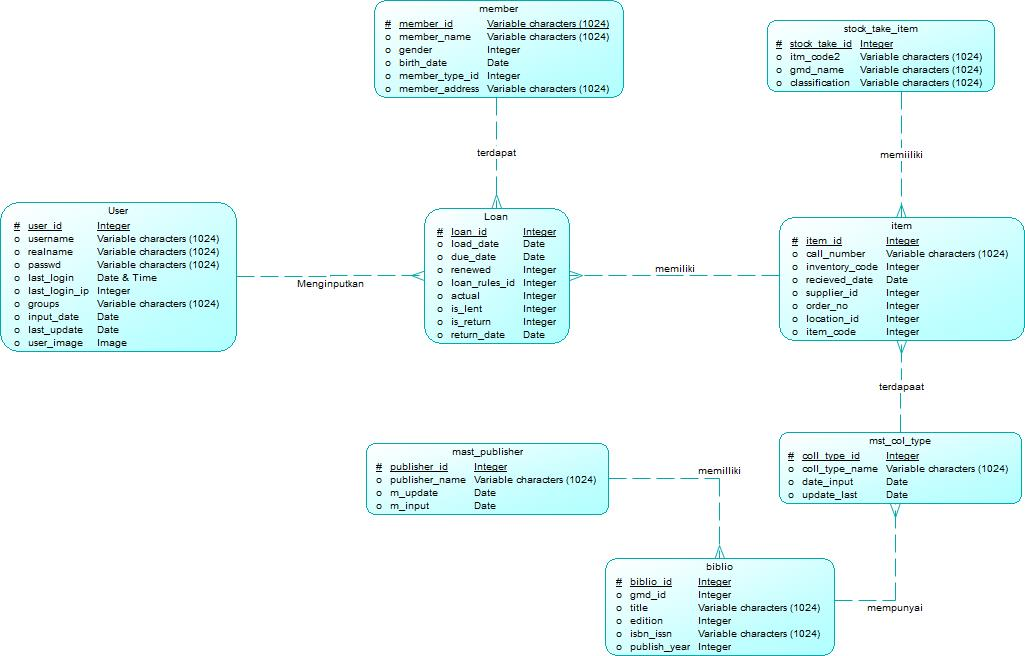 member
# member_id Variable characters (1024)
o member_name Variable characters (1024)
o gender Integer
o birth_date Date
o member_type_id Integer
o member_address Variable characters (1024)
stock_take_item
# stock_take_id Integer
o itm_code2 Variable characters (1024)
o gmd_name Variable characters (1024)
o classification Variable characters (1024)
terdapat
memiiliki
User
# user_id Integer
o username Variable characters (1024)
o realname Variable characters (1024)
o passwd Variable characters (1024)
o last_login Date & Time
o last_login_ip Integer
o groups Variable characters (1024)
o input_date Date
o last_update Date
o user_image Image
Menginputkan
Loan
# loan_id Integer
o load_date Date
o due_date Date
o renewed Integer
o loan_rules_id Integer
o actual Integer
o is_lent Integer
o is_return Integer
o return_date Date
memiliki
item
# item_id Integer
o call_number Variable characters (1024)
o inventory_code Integer
o recieved_date Date
o supplier_id Integer
o order_no Integer
o location_id Integer
o item_code Integer
terdapaat
mast_publisher
# publisher_id Integer
o publisher_name Variable characters (1024)
o m_update Date
o m_input Date
memilliki
mst_col_type
# coll_type_id Integer
o coll_type_name Variable characters (1024)
o date_input Date
o update_last Date
biblio
# biblio_id Integer
o gmd_id Integer
o title Variable characters (1024)
o edition Integer
o isbn_issn Variable characters (1024)
o publish_year Integer
mempunyai